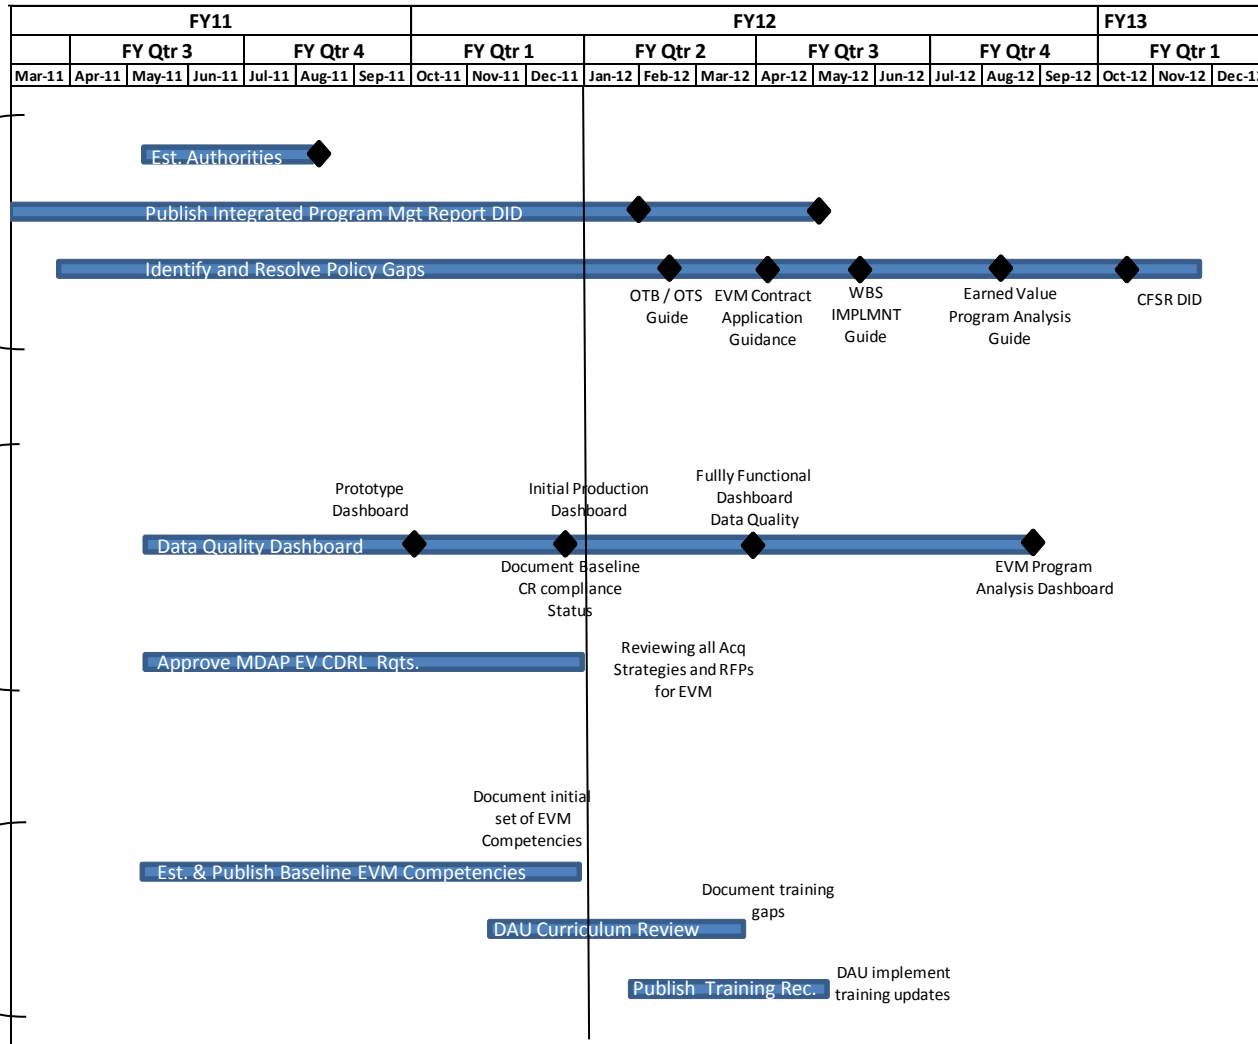 FY11 FY12 FY13
FY Qtr 3 FY Qtr 4 FY Qtr 1 FY Qtr 2 FY Qtr 3 FY Qtr 4 FY Qtr 1
Mar-11 Apr-11 May-11 Jun-11 Jul-11 Aug-11 Sep-11 Oct-11 Nov-11 Dec-11 Jan-12 Feb-12 Mar-12 Apr-12 May-12 Jun-12 Jul-12 Aug-12 Sep-12 Oct-12 Nov-12 Dec-12
Est. Authorities
Publish Integrated Program Mgt Report DID
Identify and Resolve Policy Gaps
OTB / OTS
Guide
EVM Contract
Application
Guidance
WBS
IMPLMNT
Guide
Earned Value
Program Analysis
Guide
CFSR DID
Prototype
Dashboard
Initial Production
Dashboard
Fullly Functional
Dashboard
Data Quality
Data Quality Dashboard
Document Baseline
CR compliance
Status
EVM Program
Analysis Dashboard
Approve MDAP EV CDRL Rqts.
Reviewing all Acq
Strategies and RFPs
for EVM
Document initial
set of EVM
Competencies
Est. & Publish Baseline EVM Competencies
Document training
gaps
DAU Curriculum Review
Publish Training Rec.
DAU implement
training updates